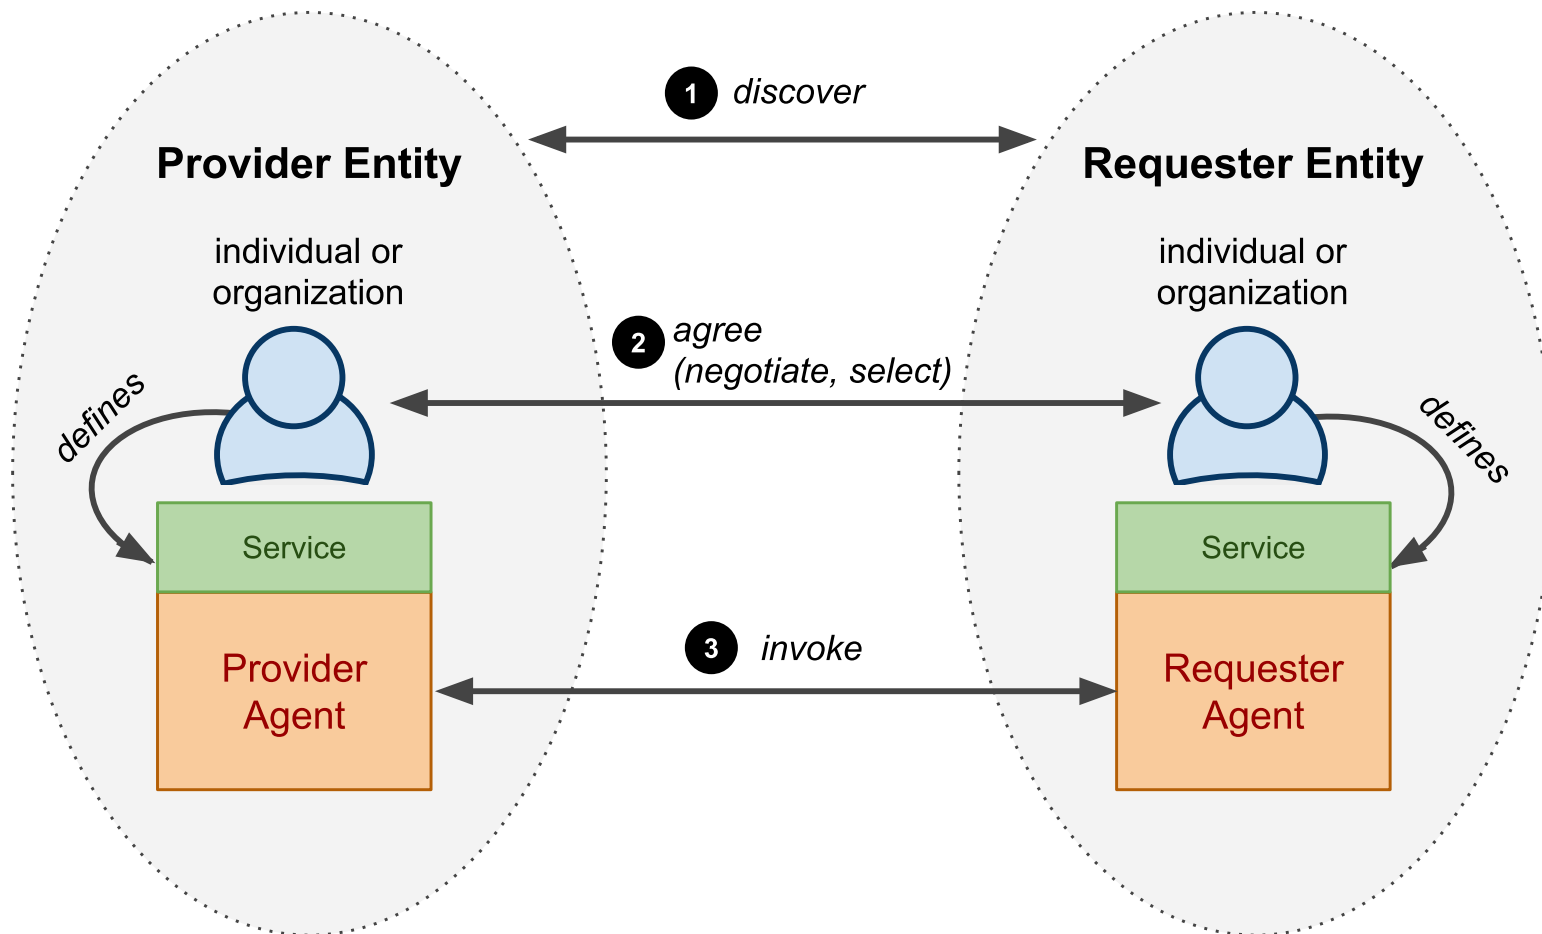 1 discover
Provider Entity
Requester Entity
individual or
organization
individual or
organization
2 agree
(negotiate, select)
defines
defines
Service
Service
3 invoke
Provider
Agent
Requester
Agent